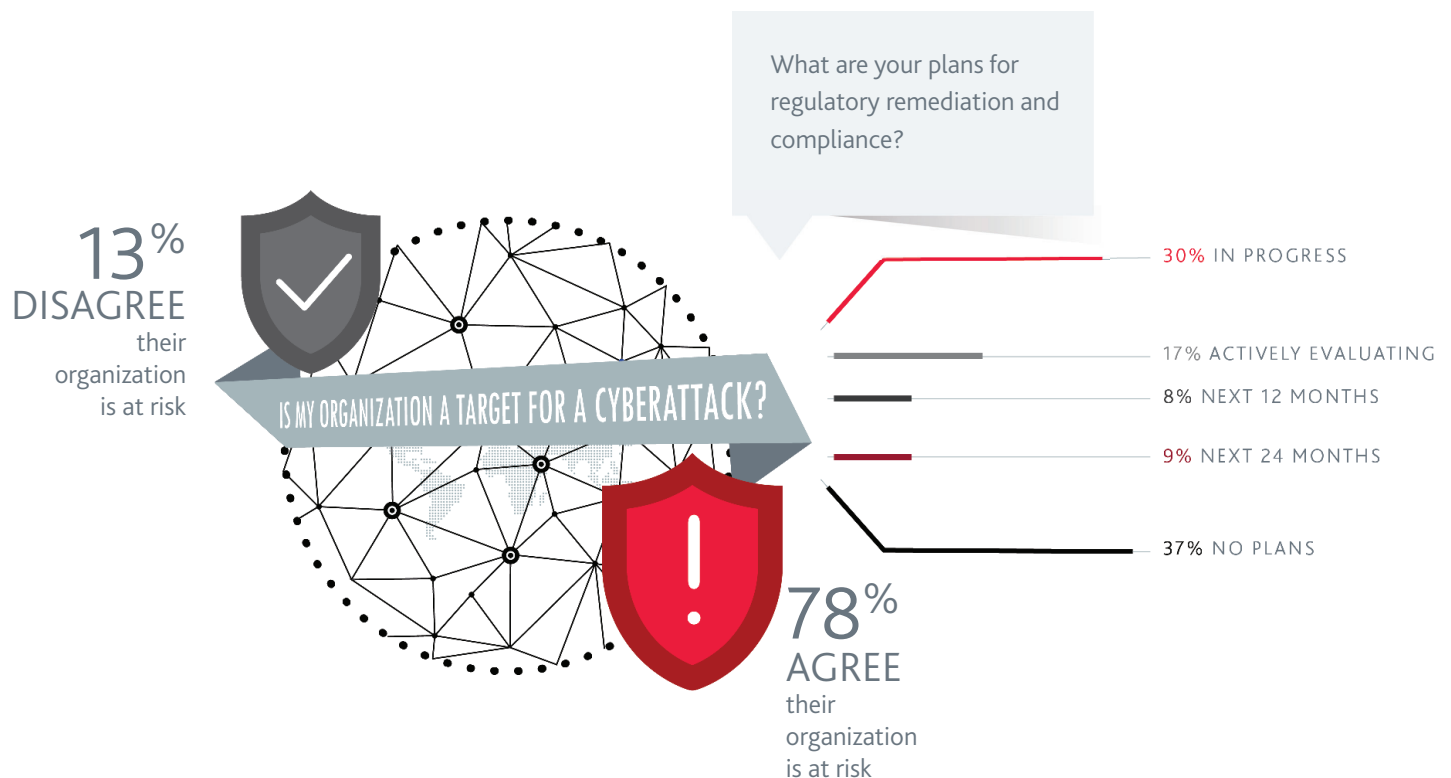 What are your plans for
regulatory remediation and
compliance?
13%
DISAGREE
their
organization
is at risk
IS MY ORGANIZATION A TARGET FOR A CYBERATTACK?
30% IN PROGRESS
17% ACTIVELY EVALUATING
8% NEXT 12 MONTHS
9% NEXT 24 MONTHS
37% NO PLANS
78%
AGREE
their
organization
is at risk